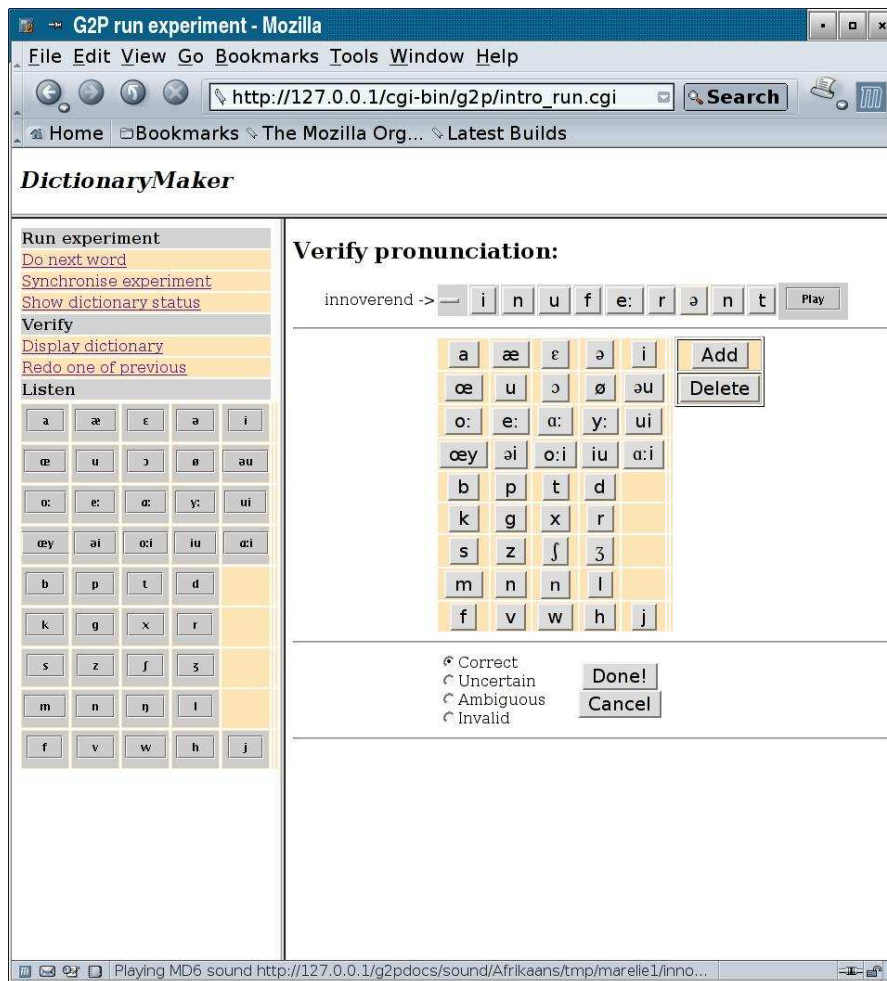 G2P run experiment - Mozilla
File Edit View Go Bookmarks Tools Window Help
http://127.0.0.1/cgi-bin/g2p/intro_run.cgi Search
Home Bookmarks The Mozilla Org... Latest Builds
DictionaryMaker
Run experiment
Do next word
Synchronise experiment
Show dictionary status
Verify
Display dictionary
Redo one of previous
Listen
a æ ɛ ə i
œ u ɔ ø əu
o: e: ɑ: y: ui
œy əi o:i iu ɑ:i
b p t d
k g x r
s z ʃ ʒ
m n ŋ l
f v w h j
Verify pronunciation:
innoverend -> — i n u f e: r ə n t Play
a æ ɛ ə i Add
œ u ɔ ø əu Delete
o: e: ɑ: y: ui
œy əi o:i iu ɑ:i
b p t d
k g x r
s z ʃ ʒ
m n n l
f v w h j
Correct
Uncertain
Ambiguous
Invalid
Done!
Cancel
Playing MD6 sound http://127.0.0.1/g2pdocs/sound/Afrikaans/tmp/marelie1/inno...